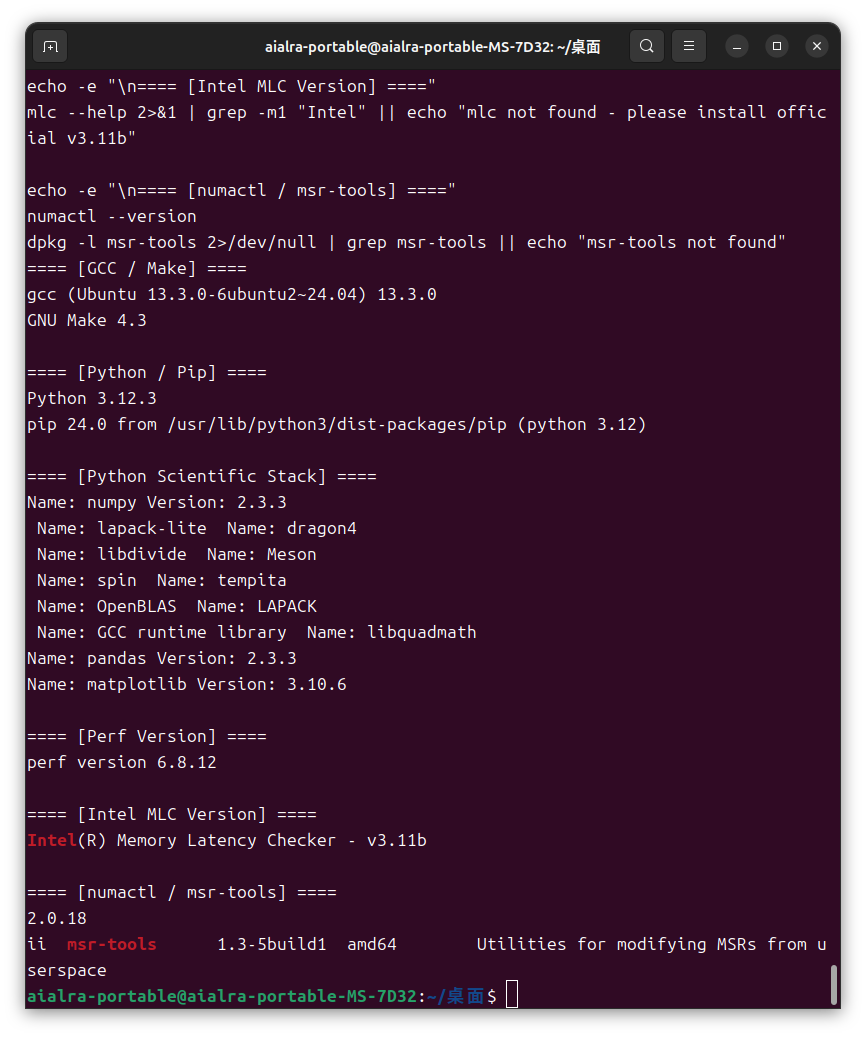 aialra-portable@aialra-portable-MS-7D32: ~/桌面
echo -e "\n==== [Intel MLC Version] ===="
mlc --help 2>&1 | grep -m1 "Intel" || echo "mlc not found - please install offic
ial v3.11b"
echo -e "\n==== [numactl / msr-tools] ===="
numactl --version
dpkg -l msr-tools 2>/dev/null | grep msr-tools || echo "msr-tools not found"
==== [GCC / Make] ====
gcc (Ubuntu 13.3.0-6ubuntu2~24.04) 13.3.0
GNU Make 4.3
==== [Python / Pip] ====
Python 3.12.3
pip 24.0 from /usr/lib/python3/dist-packages/pip (python 3.12)
==== [Python Scientific Stack] ====
Name: numpy Version: 2.3.3
 Name: lapack-lite  Name: dragon4
 Name: libdivide  Name: Meson
 Name: spin  Name: tempita
 Name: OpenBLAS  Name: LAPACK
 Name: GCC runtime library  Name: libquadmath
Name: pandas Version: 2.3.3
Name: matplotlib Version: 3.10.6
==== [Perf Version] ====
perf version 6.8.12
==== [Intel MLC Version] ====
Intel(R) Memory Latency Checker - v3.11b
==== [numactl / msr-tools] ====
2.0.18
ii  msr-tools      1.3-5build1  amd64        Utilities for modifying MSRs from u
serspace
aialra-portable@aialra-portable-MS-7D32:~/桌面$